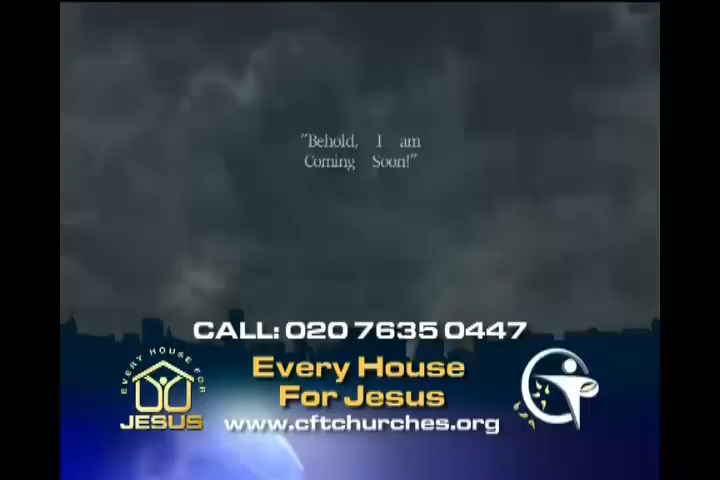 "Behold, I am
Coming Soon!"
CALL: 020 7635 0447
EVERY HOUSE FOR
JESUS
Every House
For Jesus
www.cftchurches.org